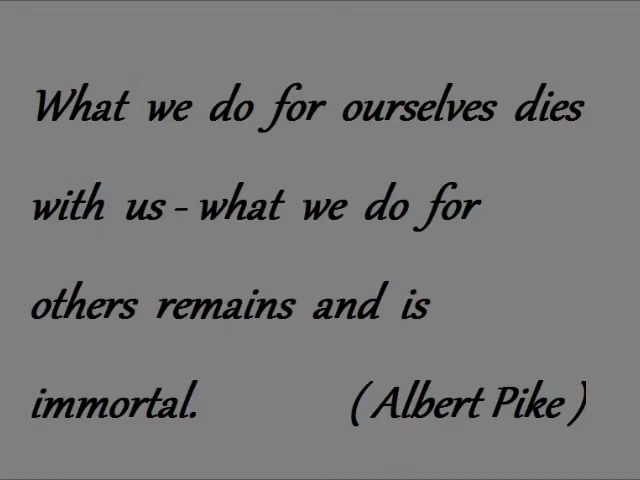 What we do for ourselves dies
with us - what we do for
others remains and is
immortal. ( Albert Pike )